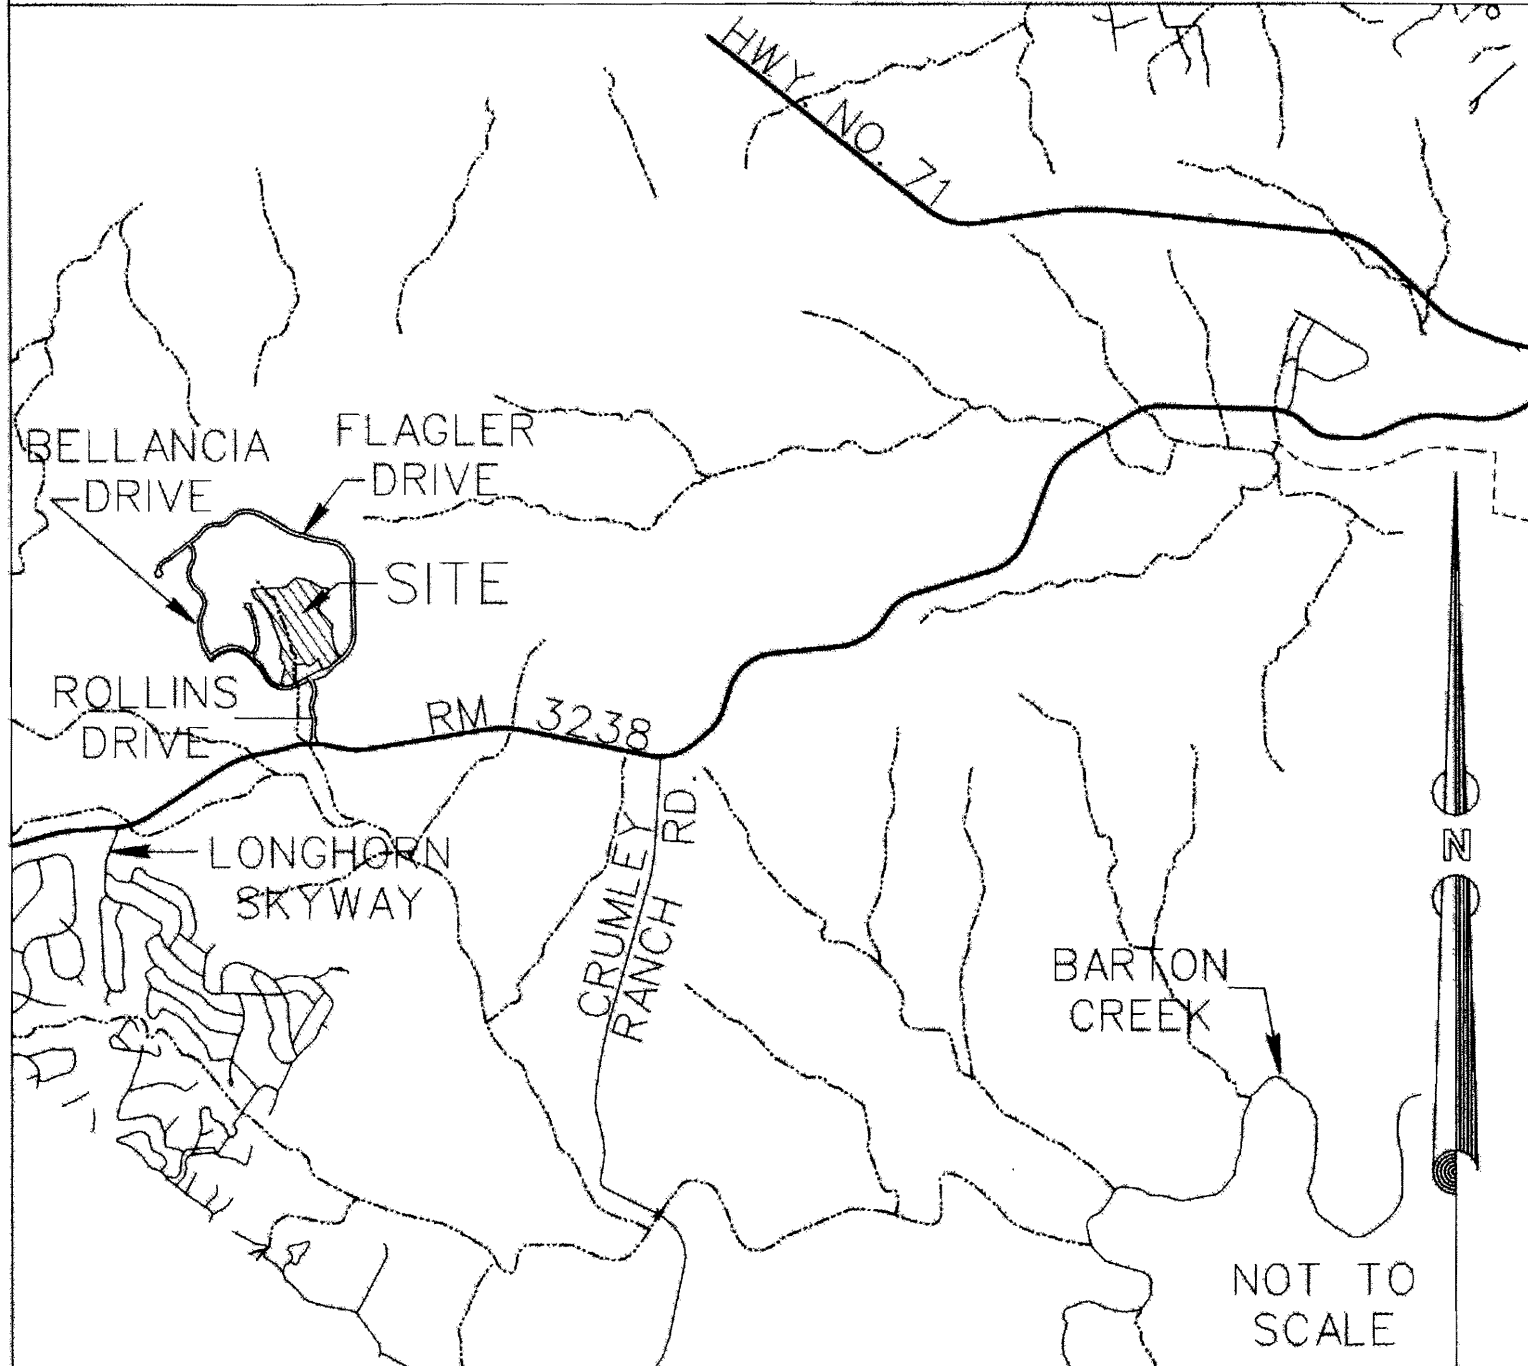 HWY. NO. 71
BELLANCIA
DRIVE
FLAGLER
DRIVE
SITE
ROLLINS
DRIVE
RM 3238
CRUMLEY
RANCH RD.
LONGHORN
SKYWAY
N
BARTON
CREEK
NOT TO
SCALE